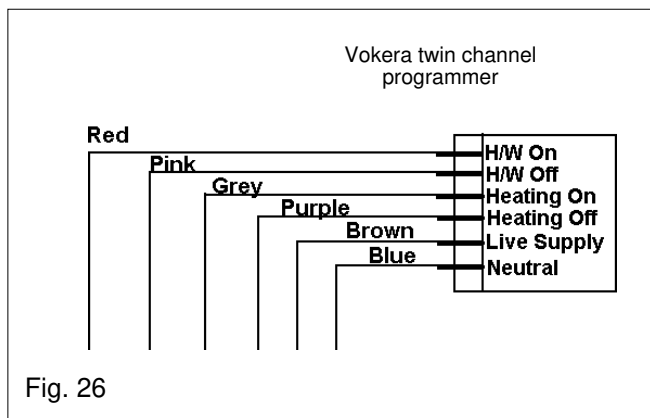 Vokera twin channel
programmer
Red
H/W On
Pink
H/W Off
Grey
Heating On
Purple
Heating Off
Brown
Live Supply
Blue
Neutral
Fig. 26